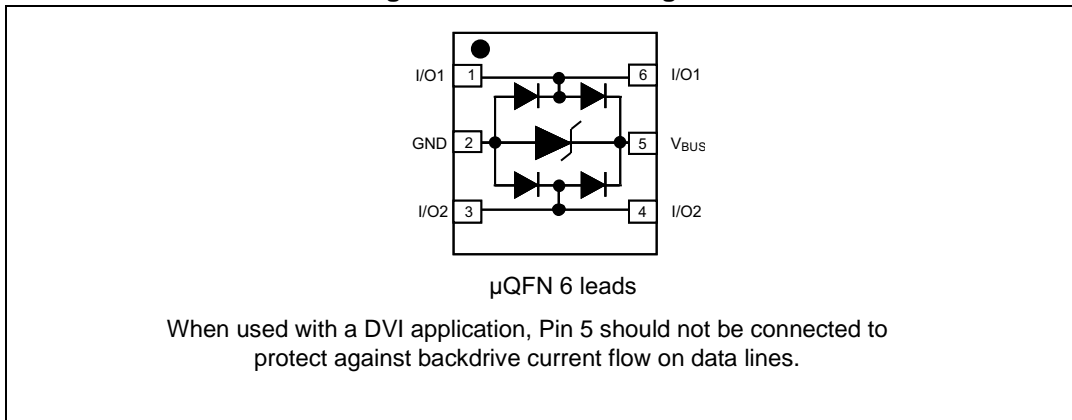 I/O1 1 6 I/O1
GND 2 5 VBUS
I/O2 3 4 I/O2
µQFN 6 leads
When used with a DVI application, Pin 5 should not be connected to
protect against backdrive current flow on data lines.